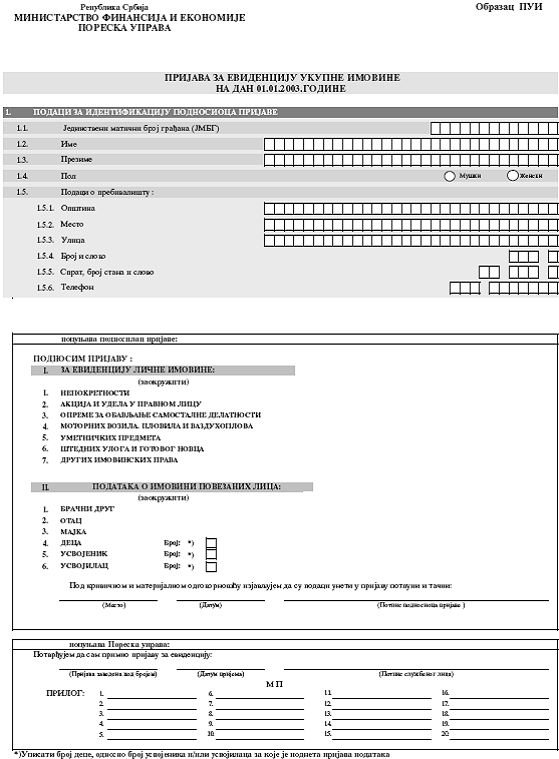 Република Србија
Образац ПУИ
МИНИСТАРСТВО ФИНАНСИЈА И ЕКОНОМИЈЕ
ПОРЕСКА УПРАВА
ПРИЈАВА ЗА ЕВИДЕНЦИЈУ УКУПНЕ ИМОВИНЕ
НА ДАН 01.01.2003.ГОДИНЕ
1. ПОДАЦИ ЗА ИДЕНТИФИКАЦИЈУ ПОДНОСИОЦА ПРИЈАВЕ
1.1. Јединствени матични број грађана (ЈМБГ)
1.2. Име
1.3. Презиме
1.4. Пол Мушки Женски
1.5. Подаци о пребивалишту :
1.5.1. Општина
1.5.2. Место
1.5.3. Улица
1.5.4. Број и слово
1.5.5. Спрат, број стана и слово
1.5.6. Телефон
попуњава подносилац пријаве:
ПОДНОСИМ ПРИЈАВУ :
I. ЗА ЕВИДЕНЦИЈУ ЛИЧНЕ ИМОВИНЕ:
(заокружити)
1. НЕПОКРЕТНОСТИ
2. АКЦИЈА И УДЕЛА У ПРАВНОМ ЛИЦУ
3. ОПРЕМЕ ЗА ОБАВЉАЊЕ САМОСТАЛНЕ ДЕЛАТНОСТИ
4. МОТОРНИХ ВОЗИЛА, ПЛОВИЛА И ВАЗДУХОПЛОВА
5. УМЕТНИЧКИХ ПРЕДМЕТА
6. ШТЕДНИХ УЛОГА И ГОТОВОГ НОВЦА
7. ДРУГИХ ИМОВИНСКИХ ПРАВА
II. ПОДАТАКА О ИМОВИНИ ПОВЕЗАНИХ ЛИЦА:
(заокружити)
1. БРАЧНИ ДРУГ
2. ОТАЦ
3. МАЈКА
4. ДЕЦА Број: *)
5. УСВОЈЕНИК Број: *)
6. УСВОЈИЛАЦ Број: *)
Под кривичном и материјалном одговорношћу изјављујем да су подаци унети у пријаву потпуни и тачни:
(Место) (Датум) (Потпис подносиоца пријаве )
попуњава Пореска управа:
Потврђујем да сам примио пријаву за евиденцију:
(Пријава заведена под бројем) (Датум пријема) (Потпис службеног лица)
М П
ПРИЛОГ: 1. 6. 11. 16.
2. 7. 12. 17.
3. 8. 13. 18.
4. 9. 14. 19.
5. 10. 15. 20.
*)Уписати број деце, односно број усвојеника и/или усвојилаца за које је поднета пријава података